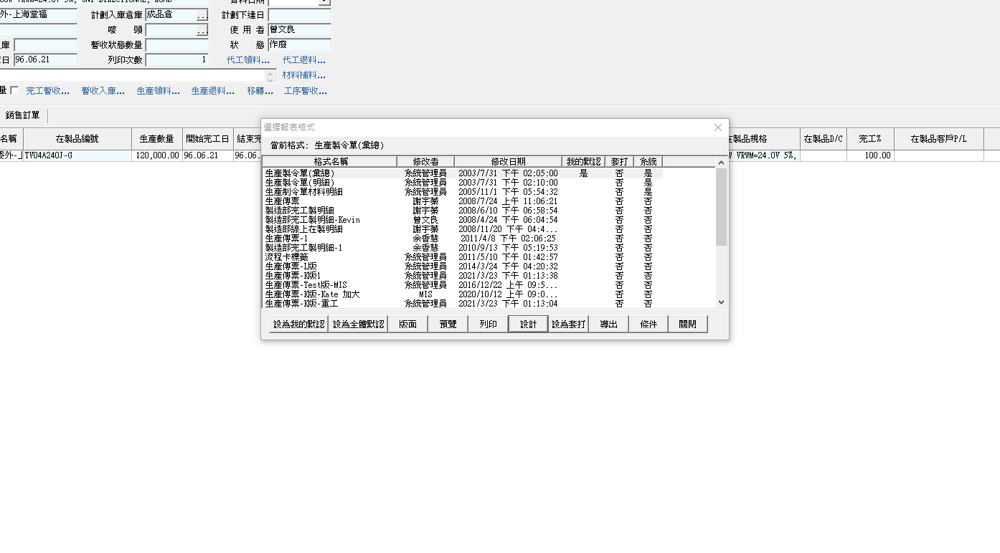 VRWM=24.0V 5%, UNI-DIRECTIONAL, ROHS
外-上海堂福 計劃入庫倉庫 成品倉 ... 計劃下達日
嘜 頭 ... 使 用 者 曾文良
庫 暫收狀態數量 狀 態 作廢
日 96.06.21 列印次數 1 代工領料... 代工退料...
材料補料...
量 完工暫收... 暫收入庫... 生產領料... 生產退料... 移轉... 工序暫收...
銷售訂單
名稱 在製品編號 生產數量 開始完工日 結束完 在製品規格 在製品D/C 完工% 在製品客戶P/L
委外-上 TV04A240J-G 120,000.00 96.06.21 96.06. W VRWM=24.0V 5%, 100.00
選擇報表格式
當前格式: 生產製令單(彙總)
格式名稱 修改者 修改日期 我的默認 套打 系統
生產製令單(彙總) 系統管理員 2003/7/31 下午 02:05:00 是 否 是
生產製令單(明細) 系統管理員 2003/7/31 下午 02:10:00 否 是
生產制令單材料明細 系統管理員 2005/11/1 下午 05:54:32 否 是
生產傳票 謝宇棻 2008/7/24 上午 11:06:21 否 否
製造部完工製明細 謝宇棻 2008/6/10 下午 06:58:54 否 否
製造部完工製明細-Kevin 曾文良 2008/4/24 下午 06:04:54 否 否
製造部線上在製明細 謝宇棻 2008/11/20 下午 04:4... 否 否
生產傳票-1 余香慧 2011/4/8 下午 02:06:25 否 否
製造部完工製明細-1 余香慧 2010/9/13 下午 05:19:53 否 否
流程卡標籤 系統管理員 2011/5/10 下午 01:42:57 否 否
生產傳票-L版 系統管理員 2014/3/24 下午 04:20:32 否 否
生產傳票-K版1 系統管理員 2021/3/23 下午 01:13:38 否 否
生產傳票-Test版-MIS 系統管理員 2016/12/22 上午 09:5... 否 否
生產傳票-K版-Kate 加大 MIS 2020/10/12 上午 09:0... 否 否
生產傳票-K版-重工 系統管理員 2021/3/23 下午 01:13:04 否 否
設為我的默認 設為全體默認 版面 預覽 列印 設計 設為套打 導出 條件 關閉